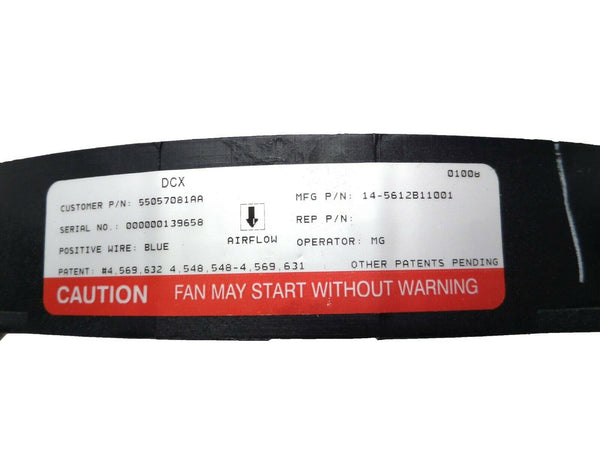 DCX 01008
CUSTOMER P/N: 55057081AA MFG P/N: 14-5612B11001
SERIAL NO.: 000000139658 REP P/N:
AIRFLOW
POSITIVE WIRE: BLUE OPERATOR: MG
PATENT: #4,569,632 4,548,548-4,569,631 OTHER PATENTS PENDING
CAUTION FAN MAY START WITHOUT WARNING